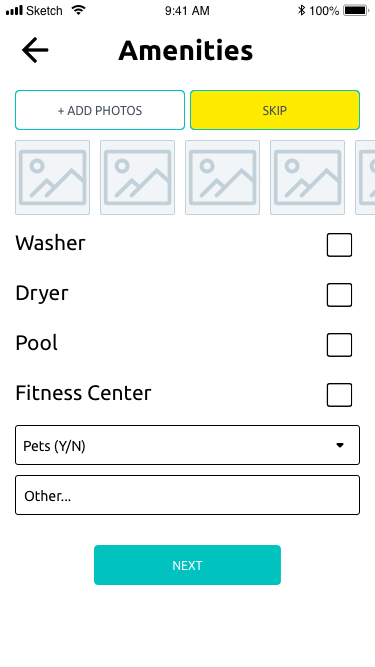 Sketch 9:41 AM 100%
Amenities
+ ADD PHOTOS SKIP
Washer
Dryer
Pool
Fitness Center
Pets (Y/N)
Other...
NEXT